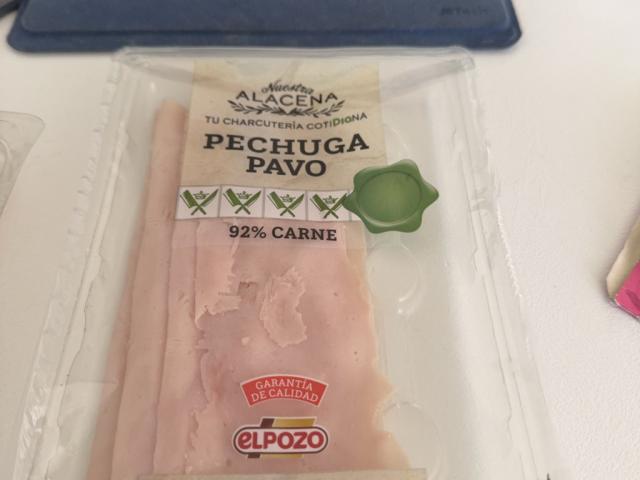 Nuestra
ALACENA
TU CHARCUTERÍA COTIDIANA
PECHUGA
PAVO
92% CARNE
GARANTÍA
DE CALIDAD
ELPOZO